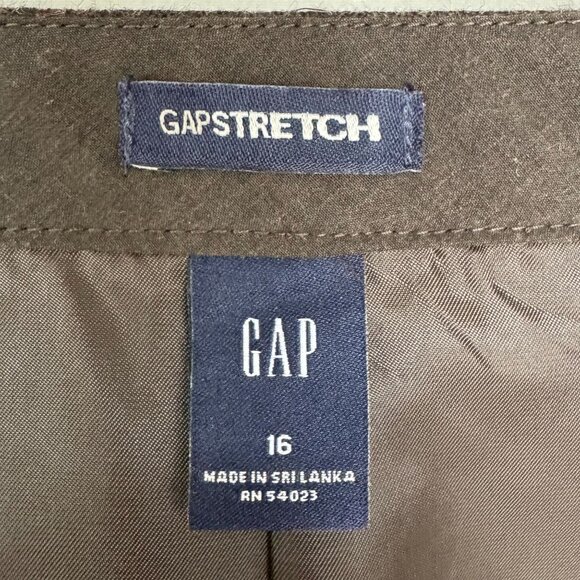 GAPSTRETCH
GAP
16
MADE IN SRI LANKA
RN 54023